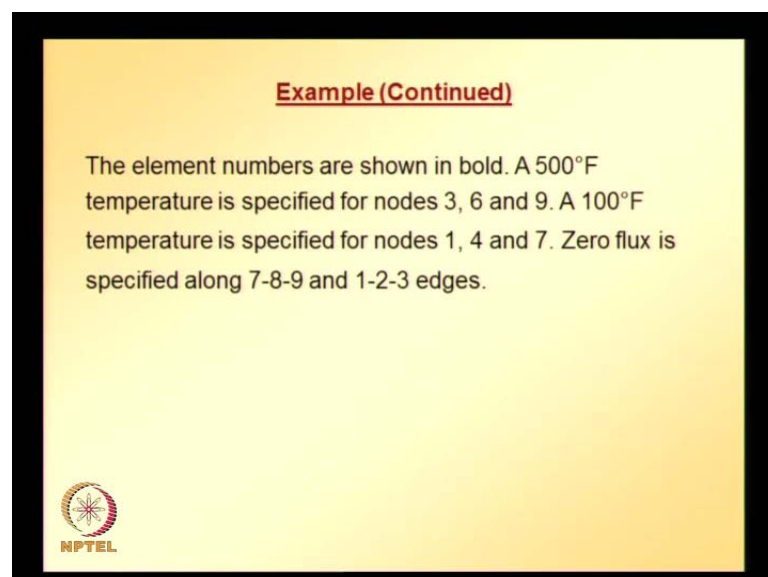 Example (Continued)
The element numbers are shown in bold. A 500°F
temperature is specified for nodes 3, 6 and 9. A 100°F
temperature is specified for nodes 1, 4 and 7. Zero flux is
specified along 7-8-9 and 1-2-3 edges.
NPTEL